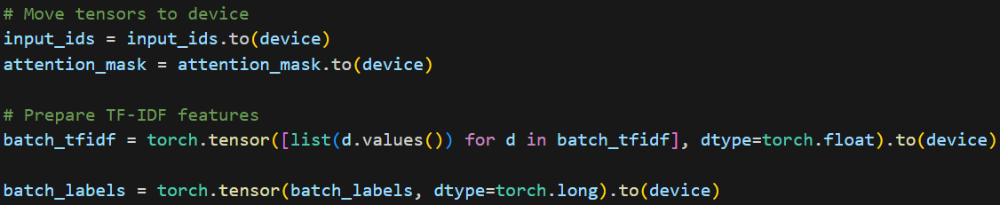 # Move tensors to device
input_ids = input_ids.to(device)
attention_mask = attention_mask.to(device)
# Prepare TF-IDF features
batch_tfidf = torch.tensor([list(d.values()) for d in batch_tfidf], dtype=torch.float).to(device)
batch_labels = torch.tensor(batch_labels, dtype=torch.long).to(device)